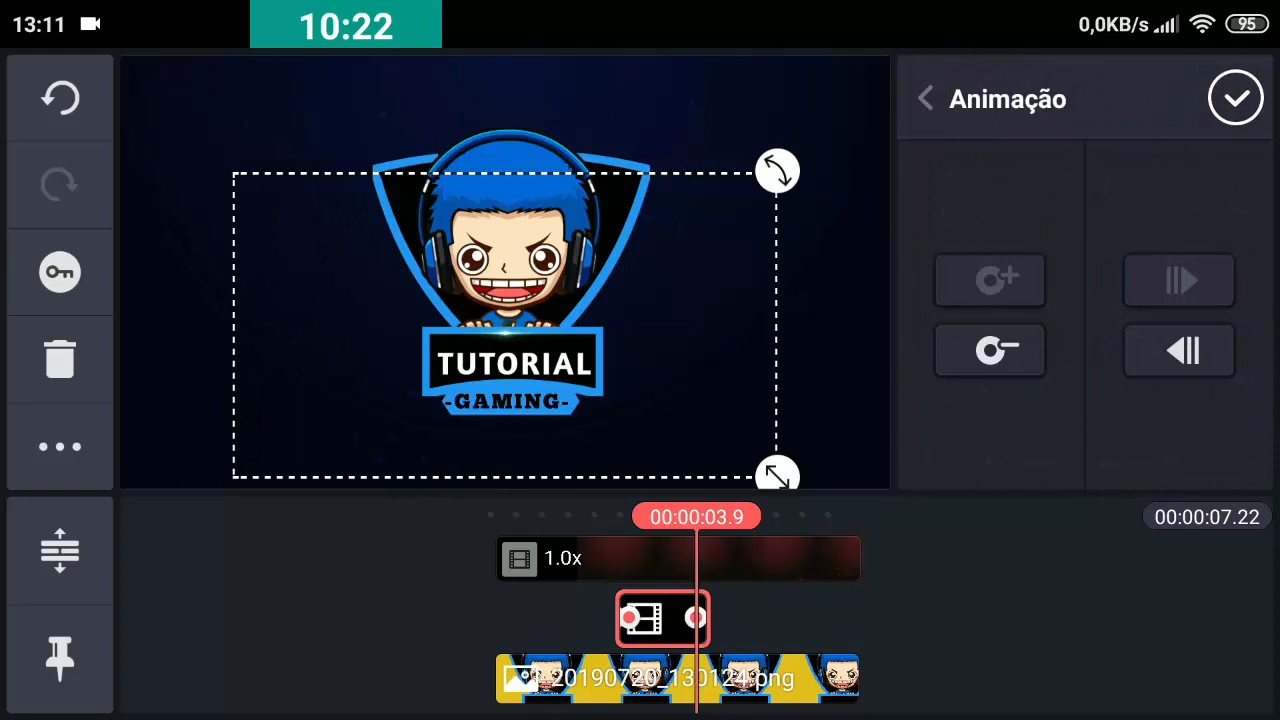 13:11
10:22
0,0KB/s
95
Animação
TUTORIAL
-GAMING-
00:00:03.9
00:00:07.22
1.0x
20190720_130124.png